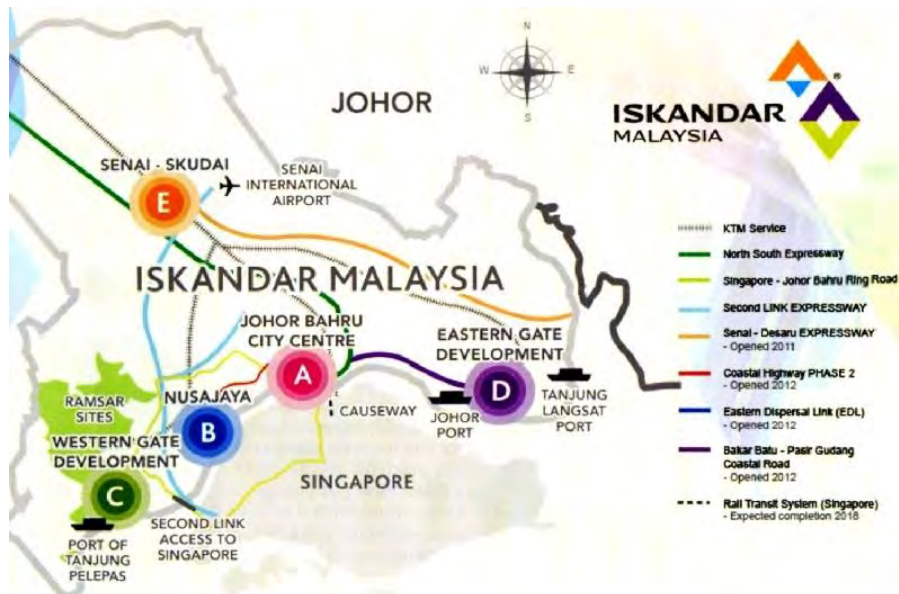 N
W
E
S
JOHOR
ISKANDAR
®
MALAYSIA
SENAI - SKUDAI
E
SENAI
INTERNATIONAL
AIRPORT
ISKANDAR MALAYSIA
JOHOR BAHRU
CITY CENTRE
A
EASTERN GATE
DEVELOPMENT
D
NUSAJAYA
B
RAMSAR
SITES
WESTERN GATE
DEVELOPMENT
C
CAUSEWAY
JOHOR
PORT
TANJUNG
LANGSAT
PORT
SINGAPORE
SECOND LINK
ACCESS TO
SINGAPORE
PORT OF
TANJUNG
PELEPAS
KTM Service
North South Expressway
Singapore - Johor Bahru Ring Road
Second LINK EXPRESSWAY
Senai - Desaru EXPRESSWAY
- Opened 2011
Coastal Highway PHASE 2
- Opened 2012
Eastern Dispersal Link (EDL)
- Opened 2012
Bakar Batu - Pasir Gudang
Coastal Road
- Opened 2012
Rail Transit System (Singapore)
- Expected completion 2018